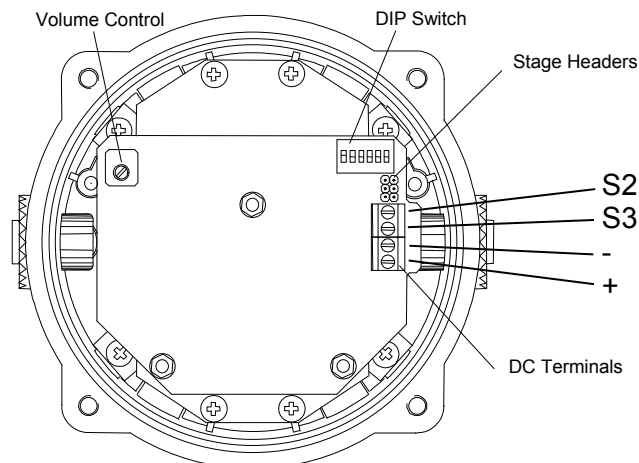 Volume Control
DIP Switch
Stage Headers
S2
S3
-
+
DC Terminals